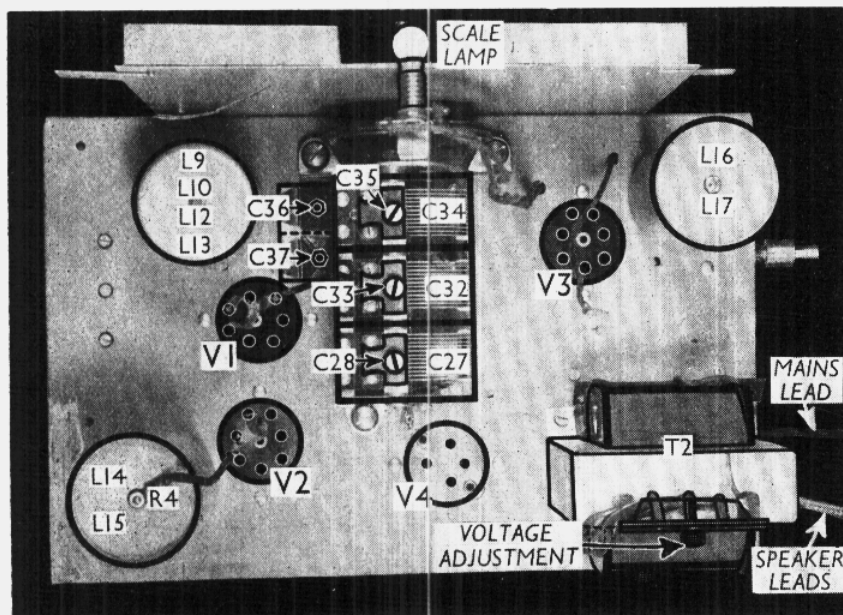 SCALE
LAMP
L9
L10
L12
L13
C36
C35
C34
L16
L17
C37
C33
C32
V3
V1
C28
C27
MAINS
LEAD
T2
L14
R4
L15
V2
V4
VOLTAGE
ADJUSTMENT
SPEAKER
LEADS